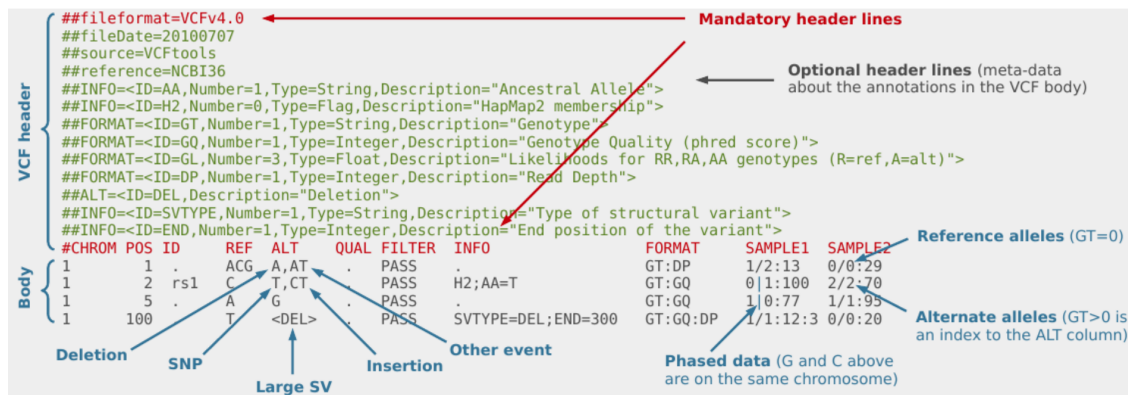 ##fileformat=VCFv4.0
Mandatory header lines
##fileDate=20100707
##source=VCFtools
##reference=NCBI36
Optional header lines (meta-data
about the annotations in the VCF body)
##INFO=<ID=AA,Number=1,Type=String,Description="Ancestral Allele">
##INFO=<ID=H2,Number=0,Type=Flag,Description="HapMap2 membership">
##FORMAT=<ID=GT,Number=1,Type=String,Description="Genotype">
##FORMAT=<ID=GQ,Number=1,Type=Integer,Description="Genotype Quality (phred score)">
##FORMAT=<ID=GL,Number=3,Type=Float,Description="Likelihoods for RR,RA,AA genotypes (R=ref,A=alt)">
##FORMAT=<ID=DP,Number=1,Type=Integer,Description="Read Depth">
##ALT=<ID=DEL,Description="Deletion">
##INFO=<ID=SVTYPE,Number=1,Type=String,Description="Type of structural variant">
##INFO=<ID=END,Number=1,Type=Integer,Description="End position of the variant">
VCF header
#CHROM POS ID REF ALT QUAL FILTER INFO FORMAT SAMPLE1 SAMPLE2
1 1 . ACG A,AT . PASS . GT:DP 1/2:13 0/0:29
1 2 rs1 C T,CT . PASS H2;AA=T GT:GQ 0|1:100 2/2:70
1 5 . A G . PASS . GT:GQ 1|0:77 1/1:95
1 100 T <DEL> . PASS SVTYPE=DEL;END=300 GT:GQ:DP 1/1:12:3 0/0:20
Body
Reference alleles (GT=0)
Alternate alleles (GT>0 is
an index to the ALT column)
Deletion
SNP
Large SV
Insertion
Other event
Phased data (G and C above
are on the same chromosome)